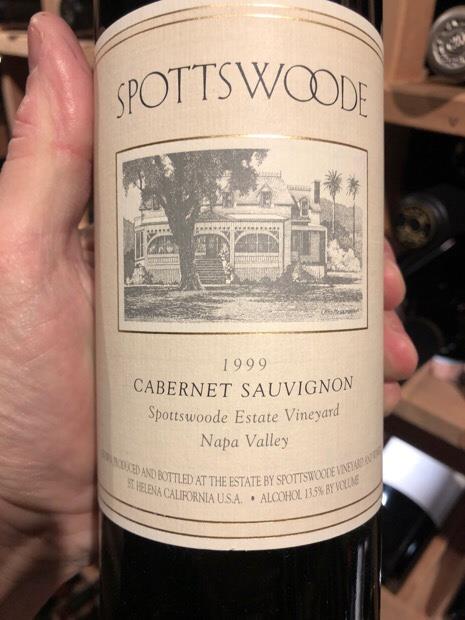 SPOTTSWOODE
1999
CABERNET SAUVIGNON
Spottswoode Estate Vineyard
Napa Valley
PRODUCED AND BOTTLED AT THE ESTATE BY SPOTTSWOODE VINEYARD AND
ST. HELENA CALIFORNIA U.S.A. • ALCOHOL 13.5% BY VOLUME